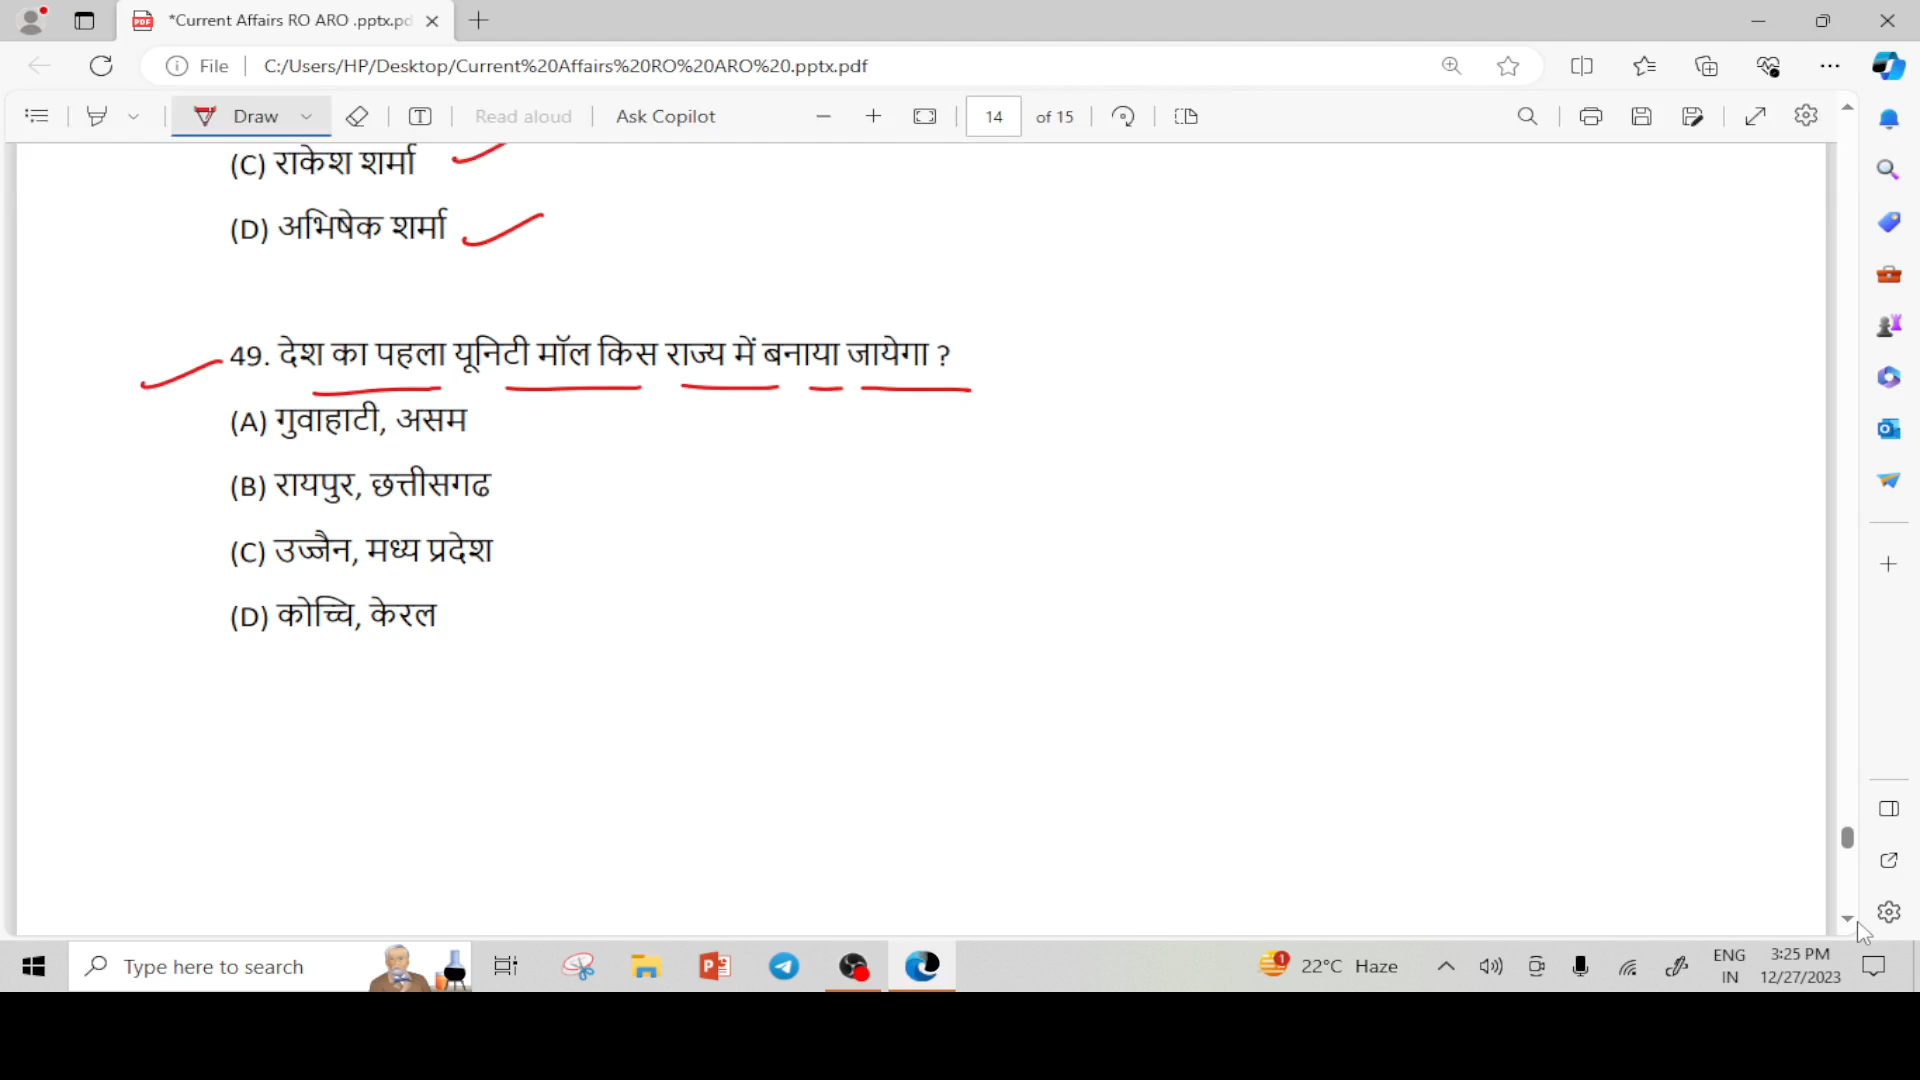 *Current Affairs RO ARO .pptx.pd
File
C:/Users/HP/Desktop/Current%20Affairs%20RO%20ARO%20.pptx.pdf
Draw
Read aloud
Ask Copilot
14
of 15
(C) राकेश शर्मा
(D) अभिषेक शर्मा
49. देश का पहला यूनिटी मॉल किस राज्य में बनाया जायेगा ?
(A) गुवाहाटी, असम
(B) रायपुर, छत्तीसगढ
(C) उज्जैन, मध्य प्रदेश
(D) कोच्चि, केरल
Type here to search
1
22°C Haze
ENG
IN
3:25 PM
12/27/2023